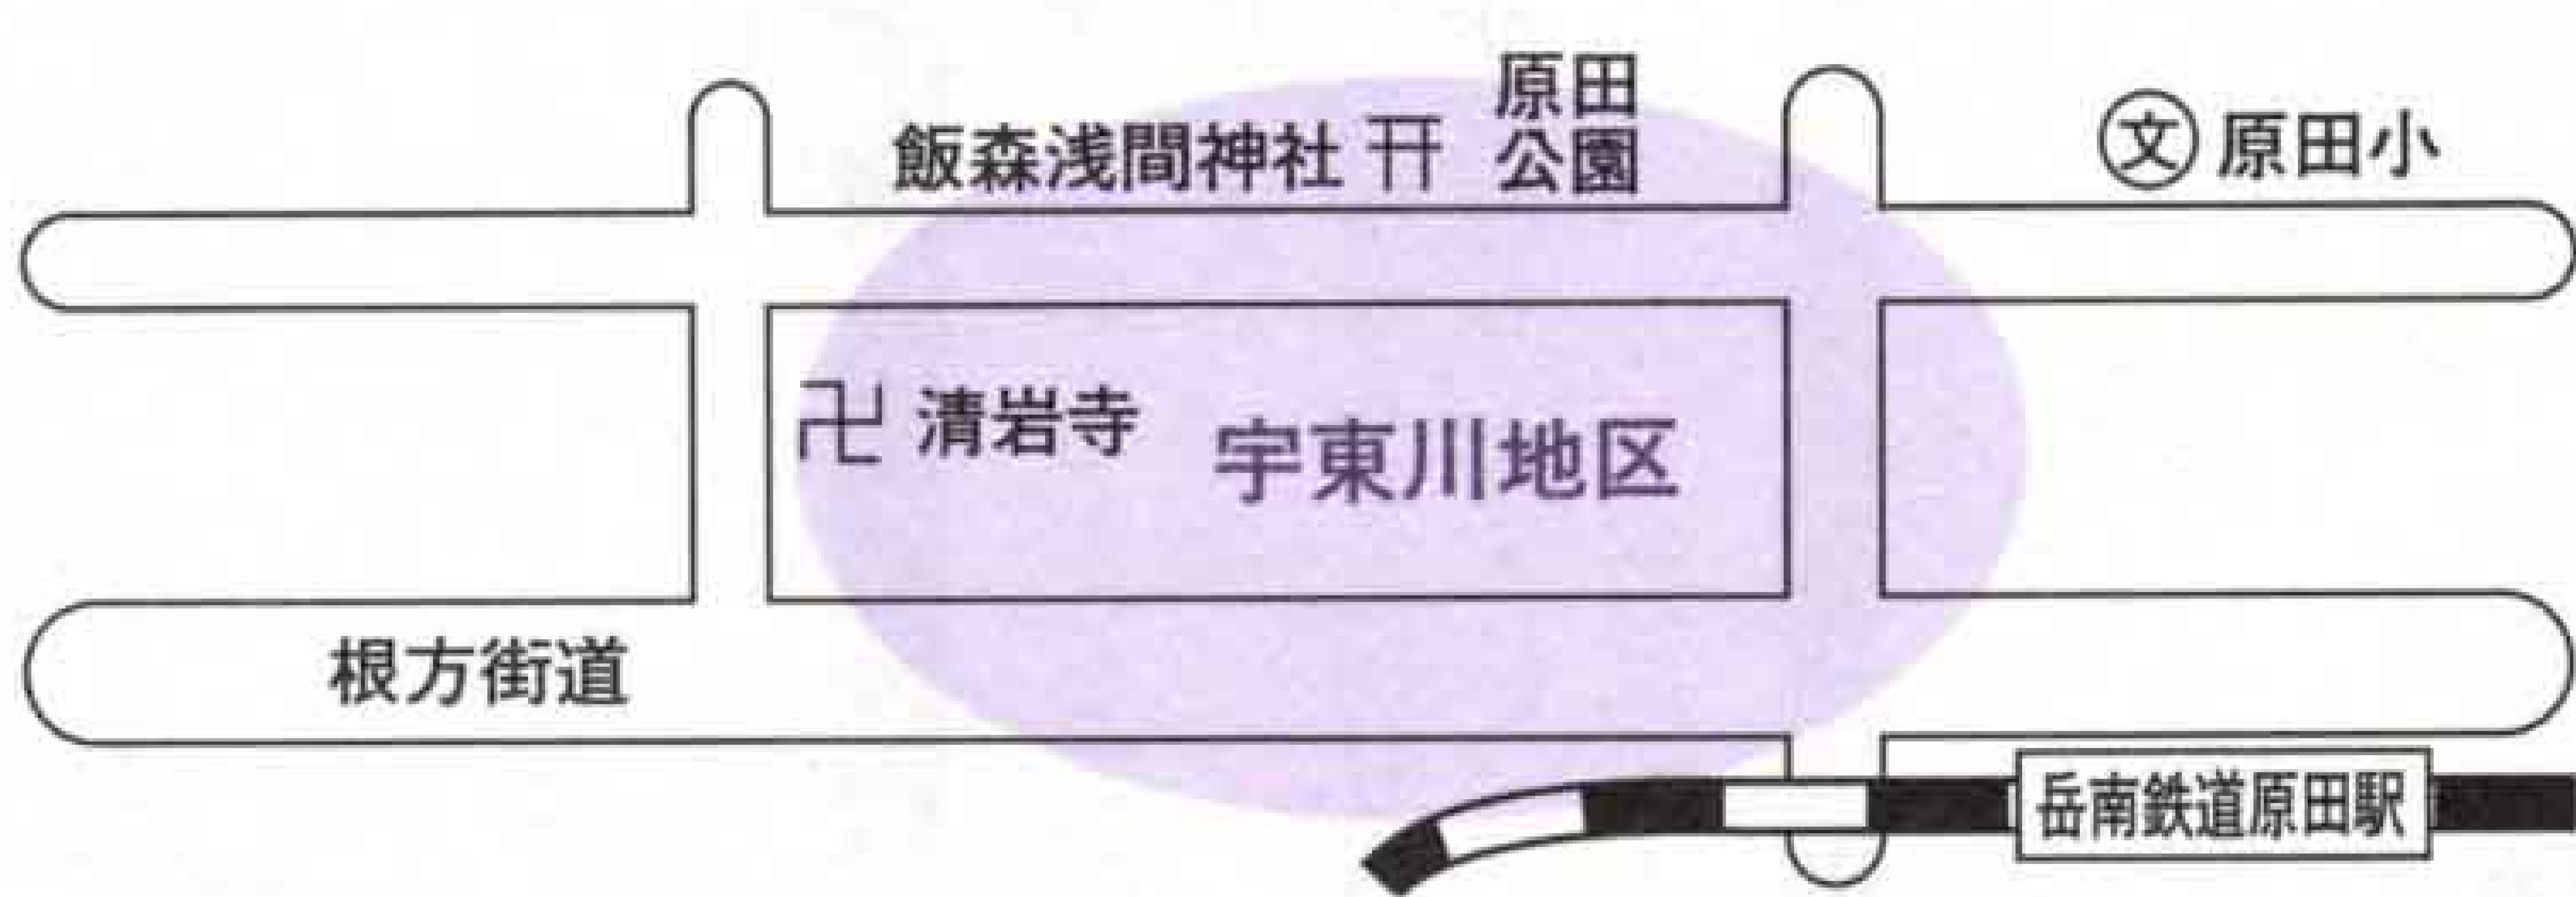 原田
公園
飯森浅間神社
文 原田小
清岩寺
宇東川地区
根方街道
岳南鉄道原田駅